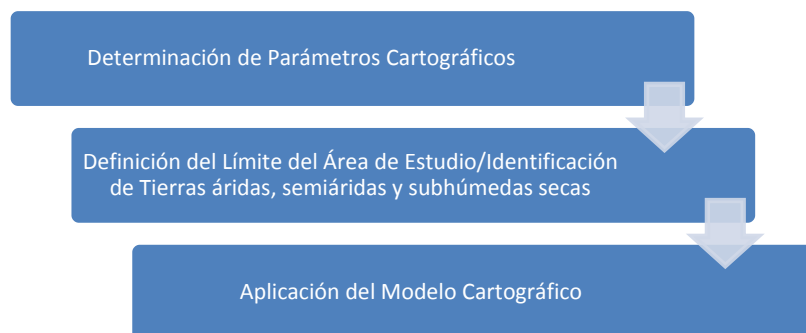 Determinación de Parámetros Cartográficos
Definición del Límite del Área de Estudio/Identificación
de Tierras áridas, semiáridas y subhúmedas secas
Aplicación del Modelo Cartográfico